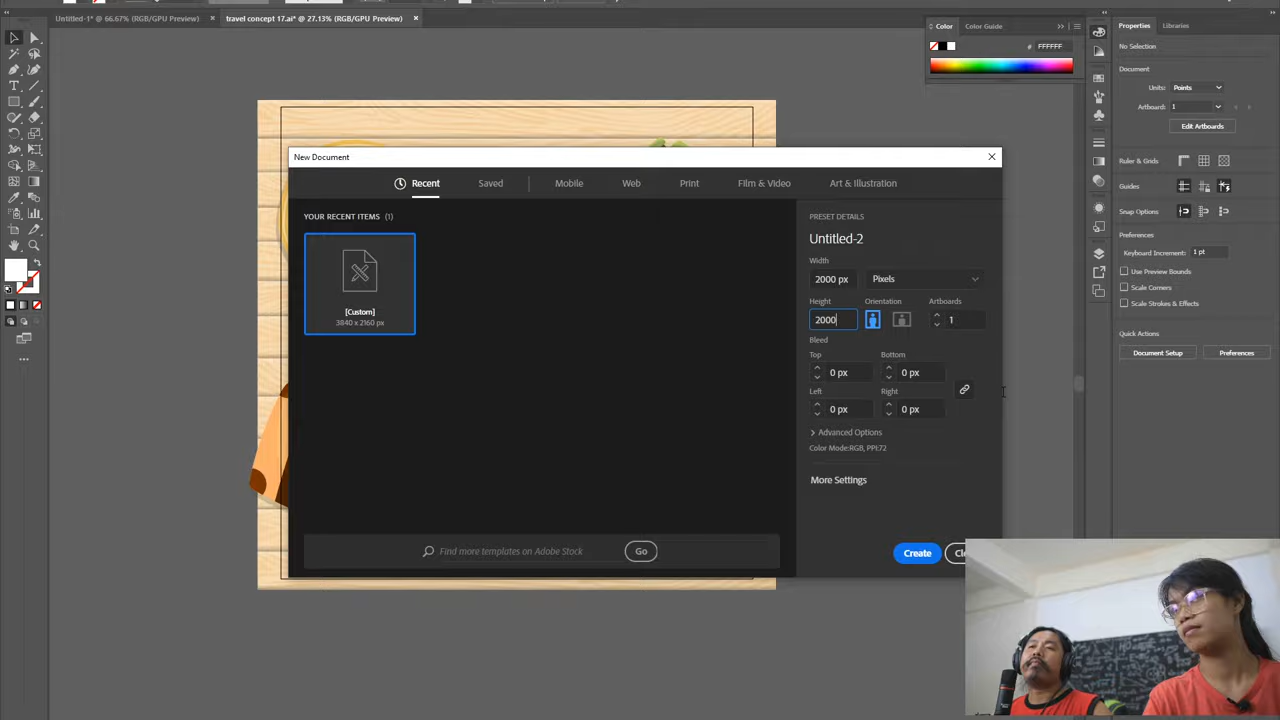 Untitled-1* @ 66.67% (RGB/GPU Preview) ×
travel concept 17.ai* @ 27.13% (RGB/GPU Preview) ×
Color
Color Guide
# FFFFFF
Properties
Libraries
No Selection
Document
Units: Points
Artboard: 1
Edit Artboards
Ruler & Grids
Guides
Snap Options
Preferences
Keyboard Increment: 1 pt
Use Preview Bounds
Scale Corners
Scale Strokes & Effects
Quick Actions
Document Setup
Preferences
New Document
Recent
Saved
Mobile
Web
Print
Film & Video
Art & Illustration
YOUR RECENT ITEMS (1)
[Custom]
3840 x 2160 px
Find more templates on Adobe Stock
Go
PRESET DETAILS
Untitled-2
Width
2000 px
Pixels
Height
Orientation
Artboards
2000
1
Bleed
Top
Bottom
0 px
0 px
Left
Right
0 px
0 px
> Advanced Options
Color Mode:RGB, PPI:72
More Settings
Create